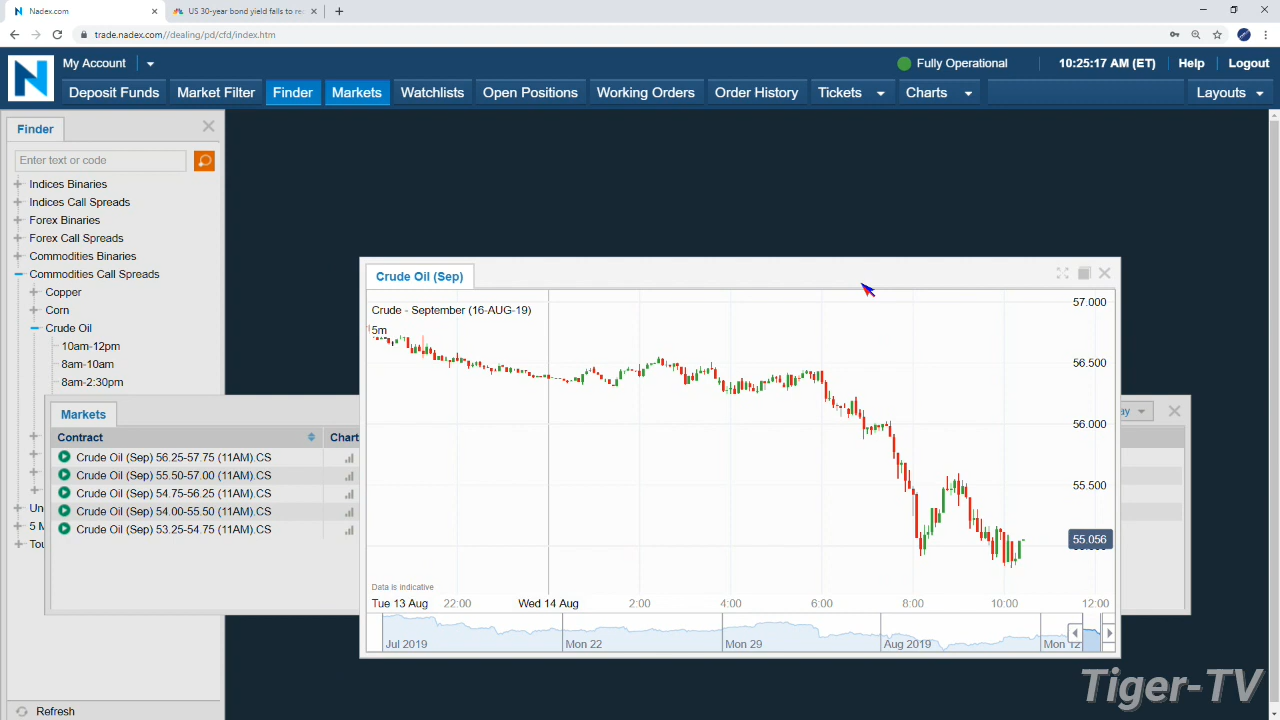 Nadex.com
US 30-year bond yield falls to re
trade.nadex.com//dealing/pd/cfd/index.htm
My Account
Fully Operational
10:25:17 AM (ET)
Help
Logout
Deposit Funds
Market Filter
Finder
Markets
Watchlists
Open Positions
Working Orders
Order History
Tickets
Charts
Layouts
Finder
Enter text or code
Indices Binaries
Indices Call Spreads
Forex Binaries
Forex Call Spreads
Commodities Binaries
Commodities Call Spreads
Copper
Corn
Crude Oil
10am-12pm
8am-10am
8am-2:30pm
Un
5 M
Tou
Refresh
Markets
ay
Contract
Chart
Crude Oil (Sep) 56.25-57.75 (11AM).CS
Crude Oil (Sep) 55.50-57.00 (11AM).CS
Crude Oil (Sep) 54.75-56.25 (11AM).CS
Crude Oil (Sep) 54.00-55.50 (11AM).CS
Crude Oil (Sep) 53.25-54.75 (11AM).CS
Crude Oil (Sep)
Crude - September (16-AUG-19)
5m
57.000
56.500
56.000
55.500
55.056
Data is indicative
Tue 13 Aug
22:00
Wed 14 Aug
2:00
4:00
6:00
8:00
10:00
12:00
Jul 2019
Mon 22
Mon 29
Aug 2019
Mon 12
Tiger-TV